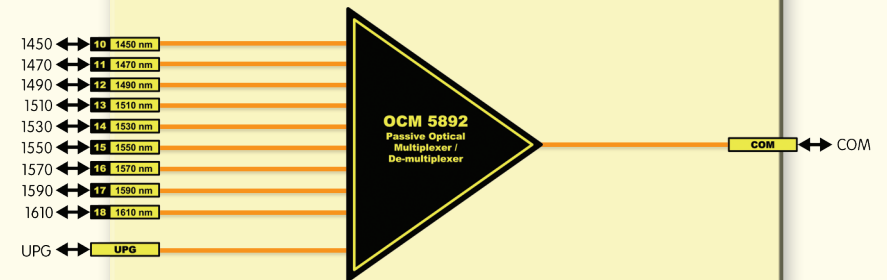 1450 10 1450 nm
1470 11 1470 nm
1490 12 1490 nm
1510 13 1510 nm
1530 14 1530 nm
1550 15 1550 nm
1570 16 1570 nm
1590 17 1590 nm
1610 18 1610 nm
UPG UPG
OCM 5892
Passive Optical
Multiplexer /
De-multiplexer
COM COM